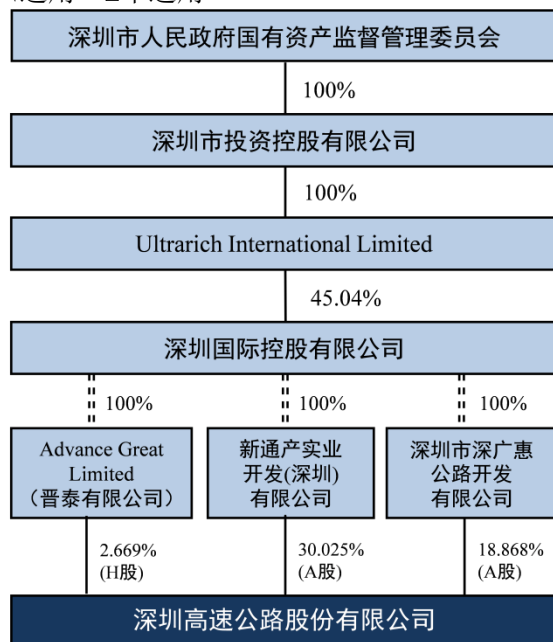 深圳市人民政府国有资产监督管理委员会
100%
深圳市投资控股有限公司
100%
Ultrarich International Limited
45.04%
深圳国际控股有限公司
100%
100%
100%
Advance Great
Limited
（晋泰有限公司）
新通产实业
开发(深圳)
有限公司
深圳市深广惠
公路开发
有限公司
2.669%
(H股)
30.025%
(A股)
18.868%
(A股)
深圳高速公路股份有限公司